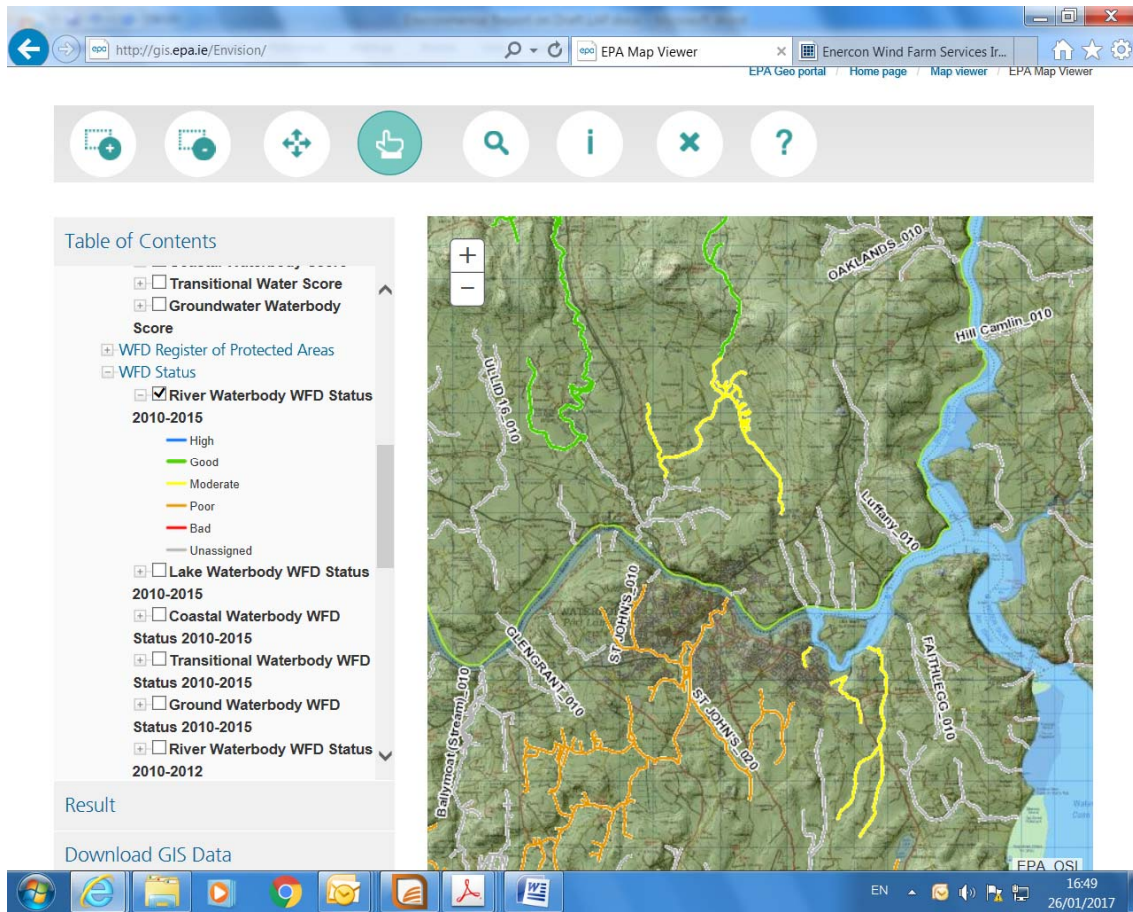 http://gis.epa.ie/Envision/
epa EPA Map Viewer
Enercon Wind Farm Services Ir...
EPA Geo portal / Home page / Map viewer / EPA Map Viewer
Table of Contents
Transitional Water Score
Groundwater Waterbody
Score
WFD Register of Protected Areas
WFD Status
River Waterbody WFD Status
2010-2015
High
Good
Moderate
Poor
Bad
Unassigned
Lake Waterbody WFD Status
2010-2015
Coastal Waterbody WFD
Status 2010-2015
Transitional Waterbody WFD
Status 2010-2015
Ground Waterbody WFD
Status 2010-2015
River Waterbody WFD Status
2010-2012
Result
Download GIS Data
OAKLANDS_010
Hill Camlin_010
ULLID 16_010
Luffany_010
ST JOHN'S_010
GLENGRANT_010
FAITHLEGG_010
ST JOHN'S_020
Ballymoat (Stream)_010
EPA OSI
EN
16:49
26/01/2017